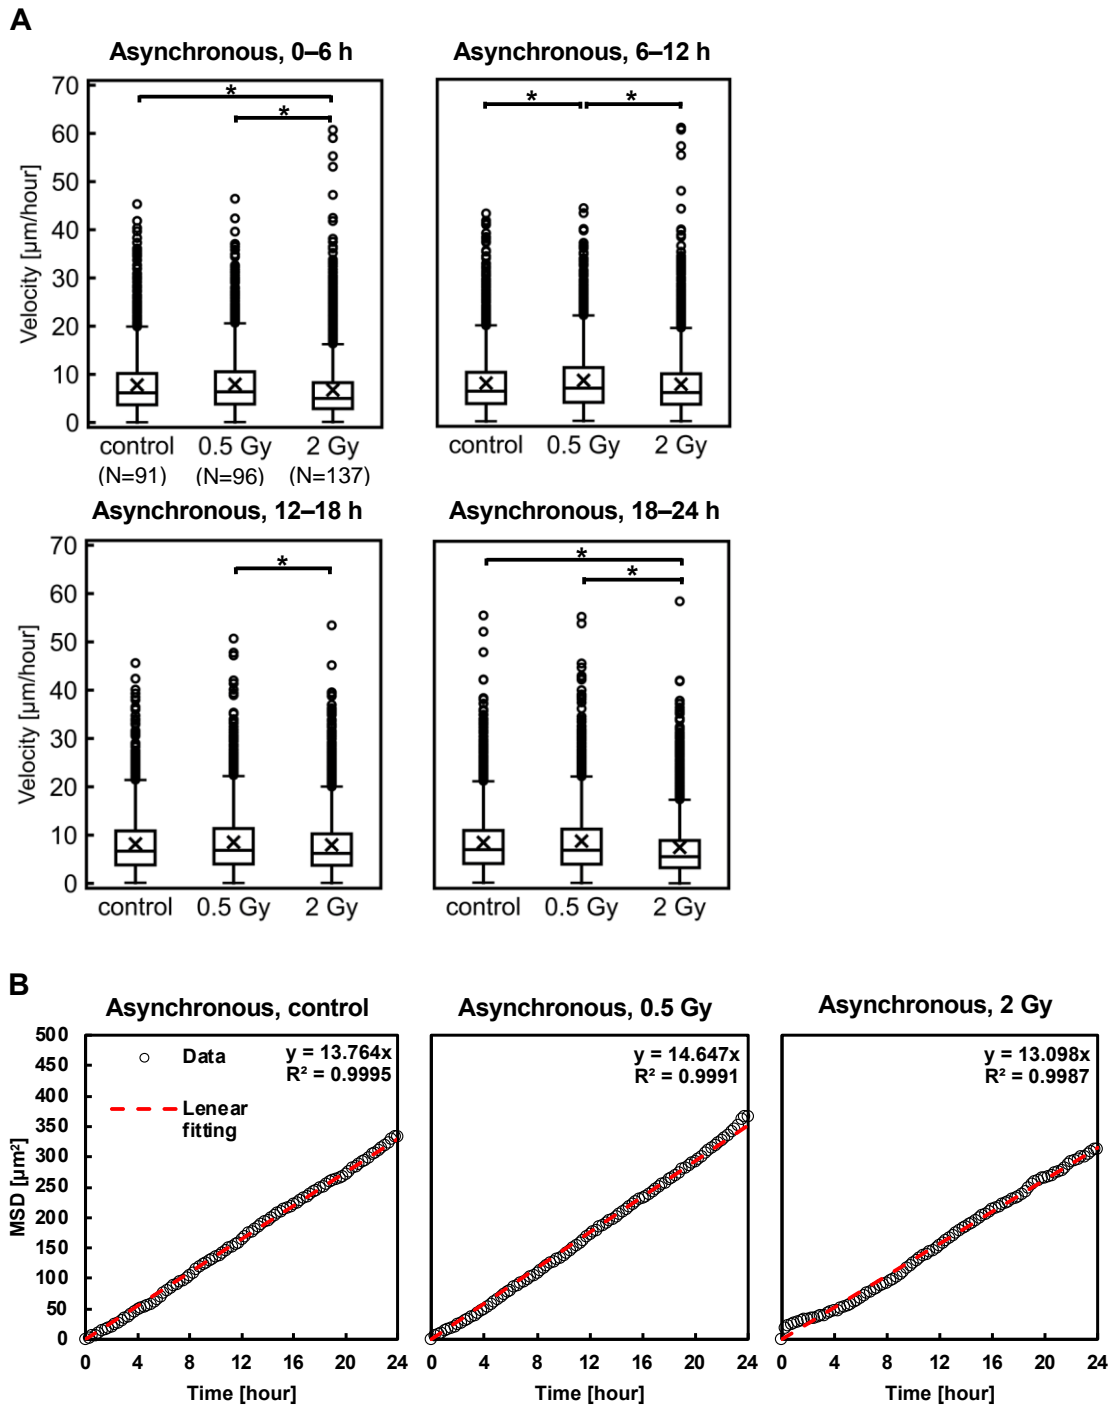 A
Asynchronous, 0–6 h
Asynchronous, 6–12 h
Velocity [µm/hour]
70
60
50
40
30
20
10
0
*
*
*
*
control
0.5 Gy
2 Gy
(N=91)
(N=96)
(N=137)
control
0.5 Gy
2 Gy
Asynchronous, 12–18 h
Asynchronous, 18–24 h
Velocity [µm/hour]
70
60
50
40
30
20
10
0
*
*
*
control
0.5 Gy
2 Gy
control
0.5 Gy
2 Gy
B
Asynchronous, control
Asynchronous, 0.5 Gy
Asynchronous, 2 Gy
MSD [µm²]
500
450
400
350
300
250
200
150
100
50
0
Data
Lenear
fitting
y = 13.764x
R² = 0.9995
y = 14.647x
R² = 0.9991
y = 13.098x
R² = 0.9987
0 4 8 12 16 20 24
0 4 8 12 16 20 24
0 4 8 12 16 20 24
Time [hour]
Time [hour]
Time [hour]